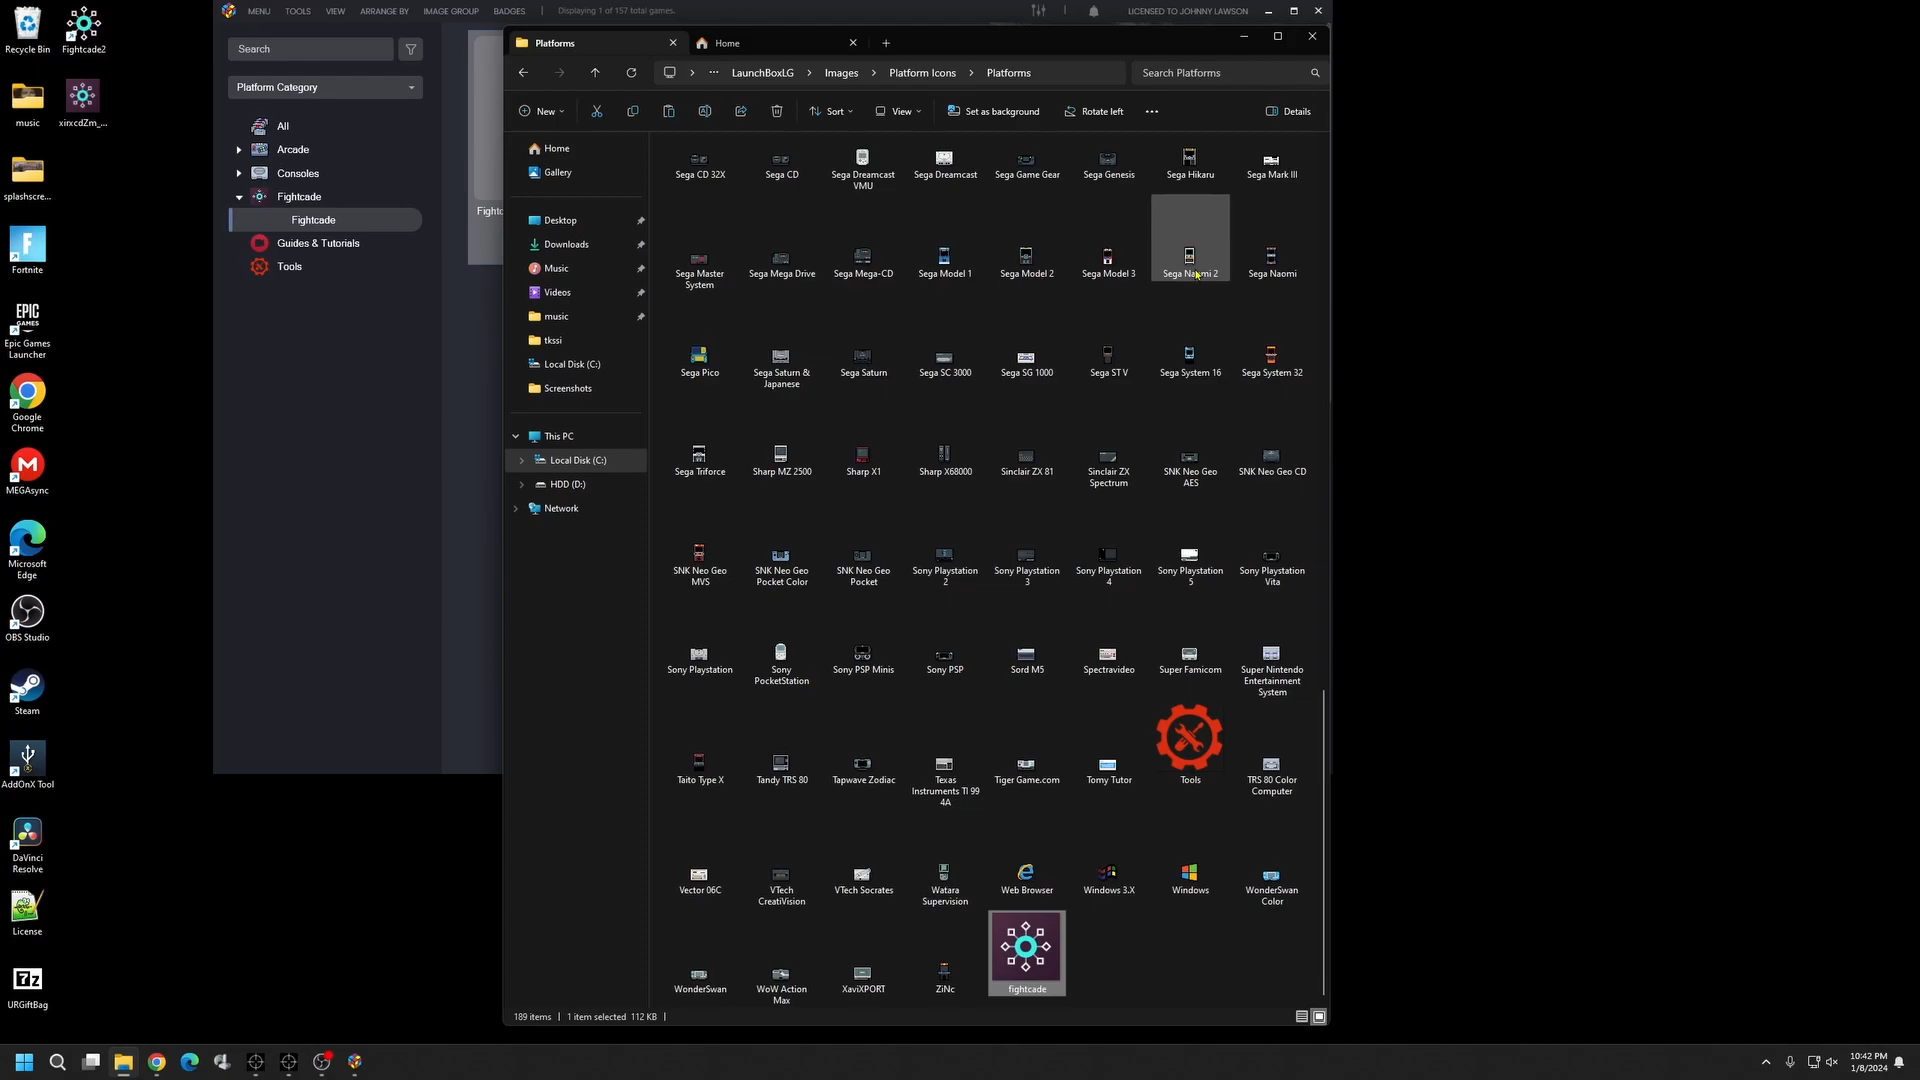 Recycle Bin
Fightcade2
music
xinxcdZm_...
splashscre...
Fortnite
EPIC
GAMES
Epic Games
Launcher
Google
Chrome
MEGAsync
Microsoft
Edge
OBS Studio
Steam
AddOnX Tool
DaVinci
Resolve
License
7z
URGiftBag
MENU TOOLS VIEW ARRANGE BY IMAGE GROUP BADGES Displaying 1 of 157 total games. LICENSED TO JOHNNY LAWSON
Search
Platform Category
All
Arcade
Consoles
Fightcade
Fightcade
Guides & Tutorials
Tools
Fightc
Platforms Home
LaunchBoxLG > Images > Platform Icons > Platforms Search Platforms
New Sort View Set as background Rotate left ... Details
Home
Gallery
Desktop
Downloads
Music
Videos
music
tkssi
Local Disk (C:)
Screenshots
This PC
Local Disk (C:)
HDD (D:)
Network
Sega CD 32X
Sega CD
Sega Dreamcast
VMU
Sega Dreamcast
Sega Game Gear
Sega Genesis
Sega Hikaru
Sega Mark III
Sega Master
System
Sega Mega Drive
Sega Mega-CD
Sega Model 1
Sega Model 2
Sega Model 3
Sega Naomi 2
Sega Naomi
Sega Pico
Sega Saturn &
Japanese
Sega Saturn
Sega SC 3000
Sega SG 1000
Sega ST V
Sega System 16
Sega System 32
Sega Triforce
Sharp MZ 2500
Sharp X1
Sharp X68000
Sinclair ZX 81
Sinclair ZX
Spectrum
SNK Neo Geo
AES
SNK Neo Geo CD
SNK Neo Geo
MVS
SNK Neo Geo
Pocket Color
SNK Neo Geo
Pocket
Sony Playstation
2
Sony Playstation
3
Sony Playstation
4
Sony Playstation
5
Sony Playstation
Vita
Sony Playstation
Sony
PocketStation
Sony PSP Minis
Sony PSP
Sord M5
Spectravideo
Super Famicom
Super Nintendo
Entertainment
System
Taito Type X
Tandy TRS 80
Tapwave Zodiac
Texas
Instruments TI 99
4A
Tiger Game.com
Tomy Tutor
Tools
TRS 80 Color
Computer
Vector 06C
VTech
CreatiVision
VTech Socrates
Watara
Supervision
Web Browser
Windows 3.X
Windows
WonderSwan
Color
WonderSwan
WoW Action
Max
XaviXPORT
ZiNc
fightcade
189 items 1 item selected 112 KB
10:42 PM
1/8/2024